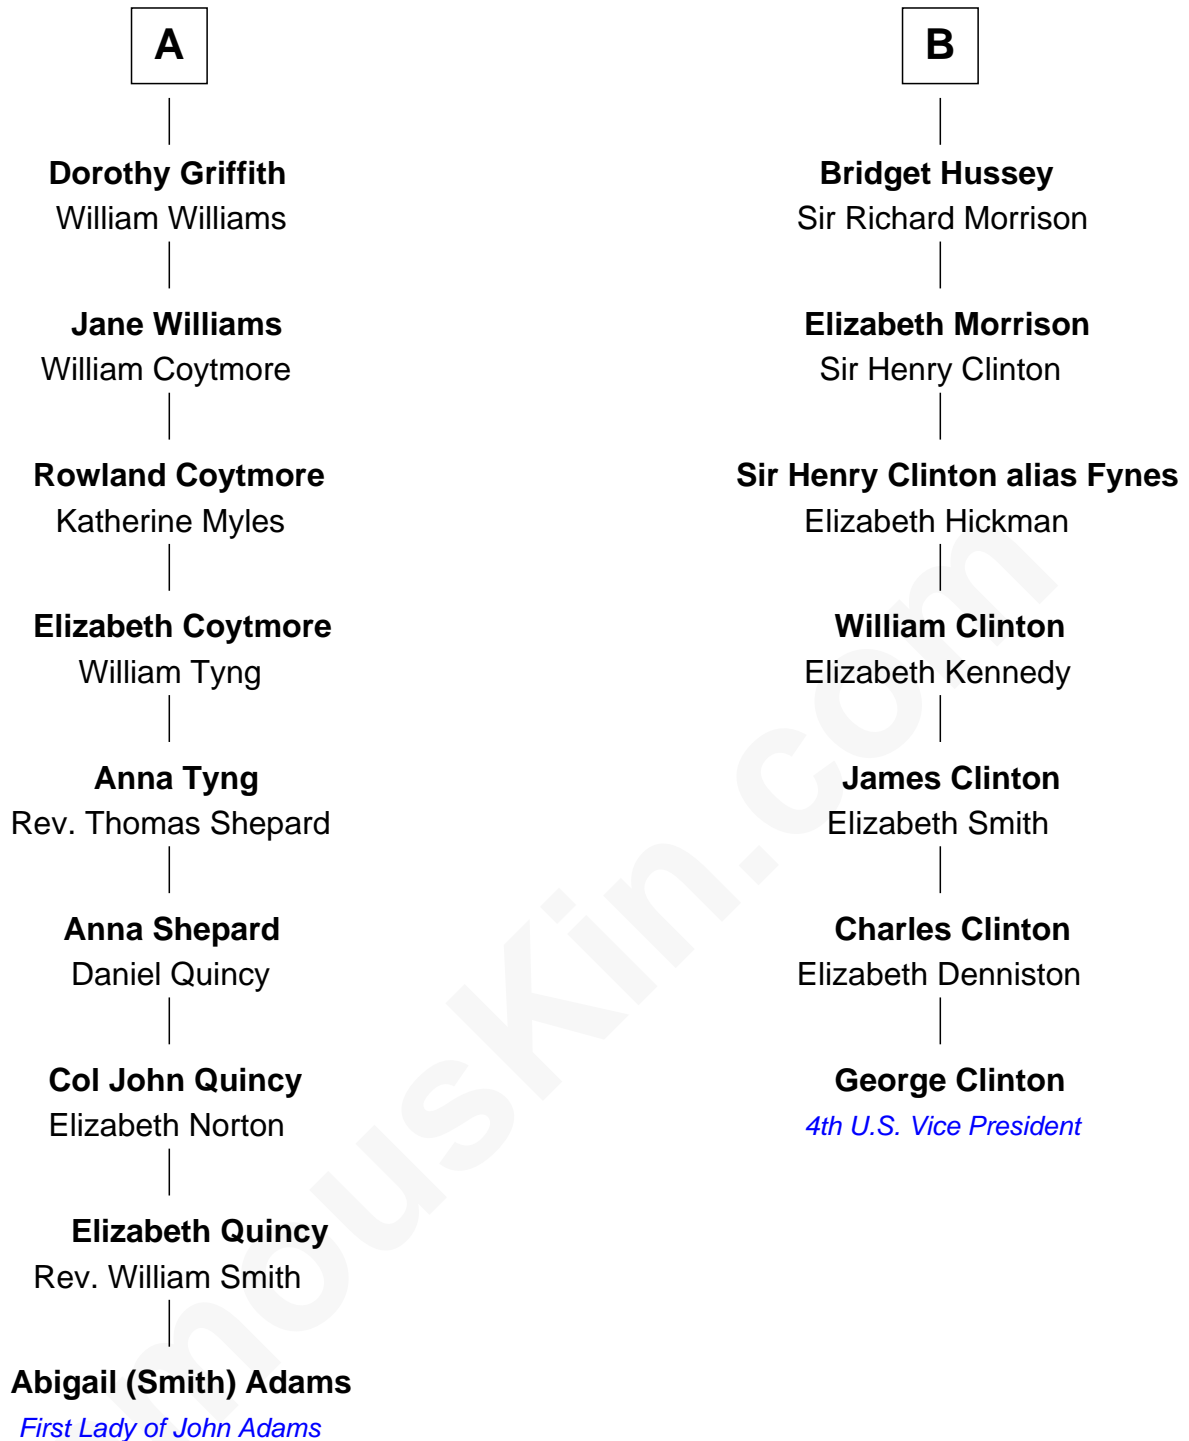 A
Dorothy Griffith
William Williams
Jane Williams
William Coytmore
Rowland Coytmore
Katherine Myles
Elizabeth Coytmore
William Tyng
Anna Tyng
Rev. Thomas Shepard
Anna Shepard
Daniel Quincy
Col John Quincy
Elizabeth Norton
Elizabeth Quincy
Rev. William Smith
Abigail (Smith) Adams
First Lady of John Adams
B
Bridget Hussey
Sir Richard Morrison
Elizabeth Morrison
Sir Henry Clinton
Sir Henry Clinton alias Fynes
Elizabeth Hickman
William Clinton
Elizabeth Kennedy
James Clinton
Elizabeth Smith
Charles Clinton
Elizabeth Denniston
George Clinton
4th U.S. Vice President
mousKin.com